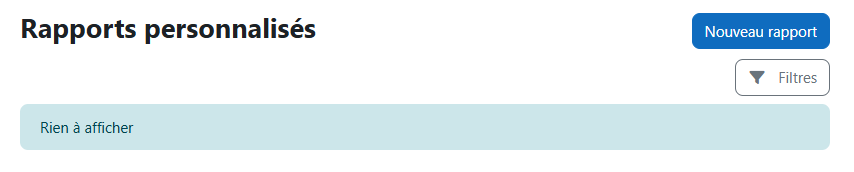 Rapports personnalisés
Nouveau rapport
Filtres
Rien à afficher